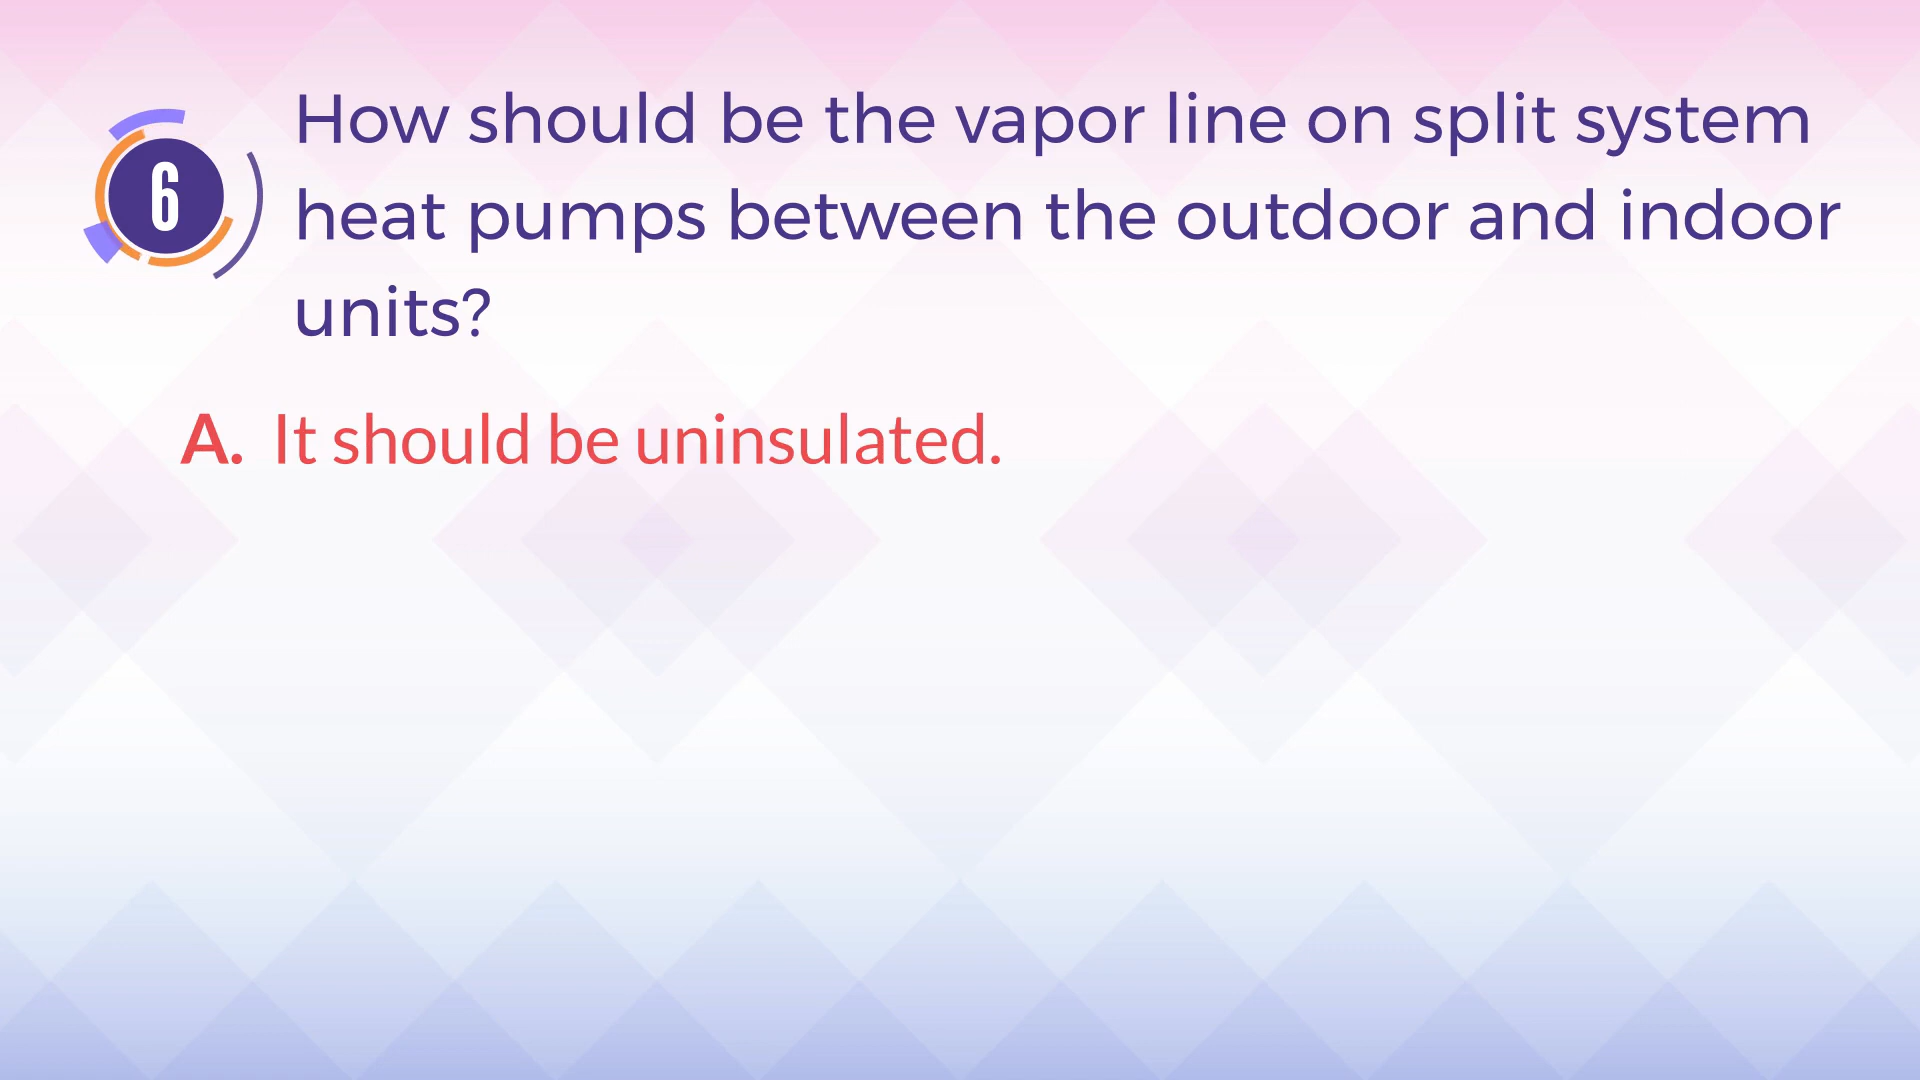 6
How should be the vapor line on split system
heat pumps between the outdoor and indoor
units?
A. It should be uninsulated.